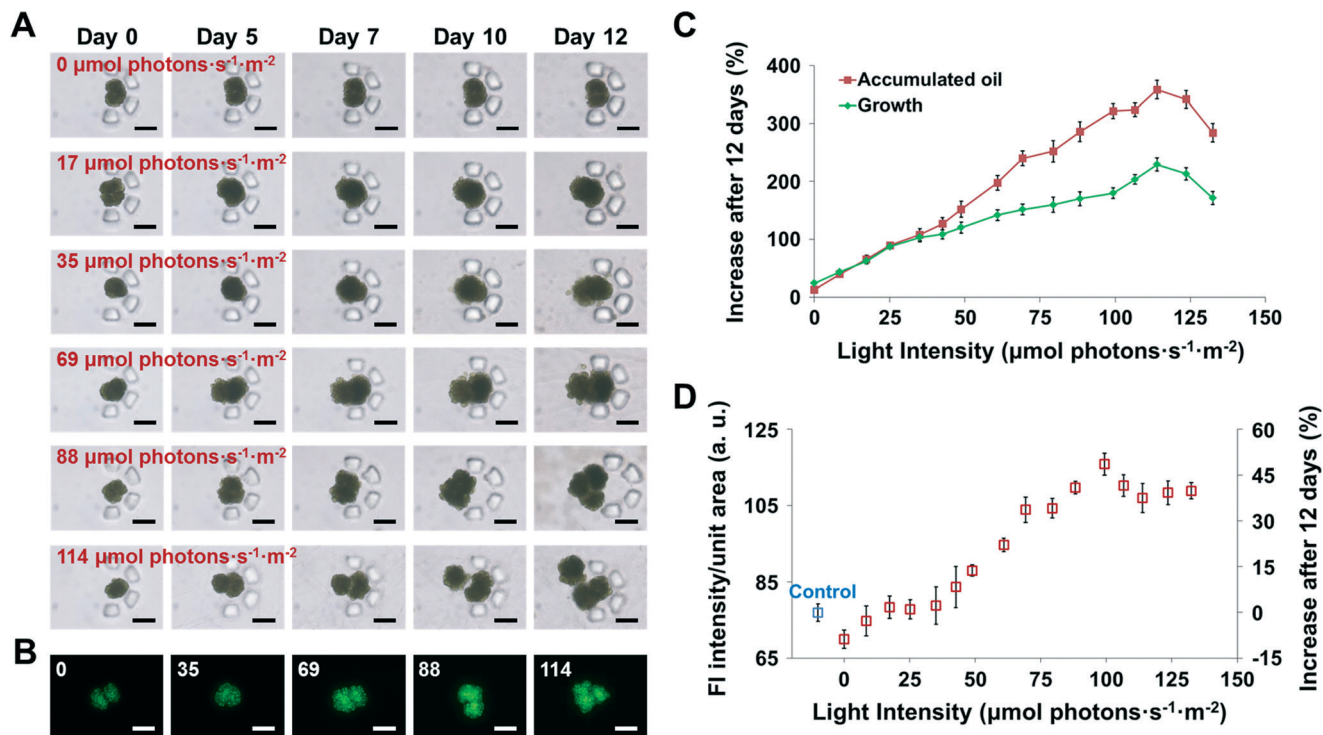 A
Day 0 Day 5 Day 7 Day 10 Day 12
0 µmol photons·s⁻¹·m⁻²
17 µmol photons·s⁻¹·m⁻²
35 µmol photons·s⁻¹·m⁻²
69 µmol photons·s⁻¹·m⁻²
88 µmol photons·s⁻¹·m⁻²
114 µmol photons·s⁻¹·m⁻²
B
0 35 69 88 114
C
Increase after 12 days (%)
400
300
200
100
0
Accumulated oil
Growth
0 25 50 75 100 125 150
Light Intensity (µmol photons·s⁻¹·m⁻²)
D
FI intensity/unit area (a. u.)
125
105
85
65
Control
60
45
30
15
0
-15
Increase after 12 days (%)
0 25 50 75 100 125 150
Light Intensity (µmol photons·s⁻¹·m⁻²)